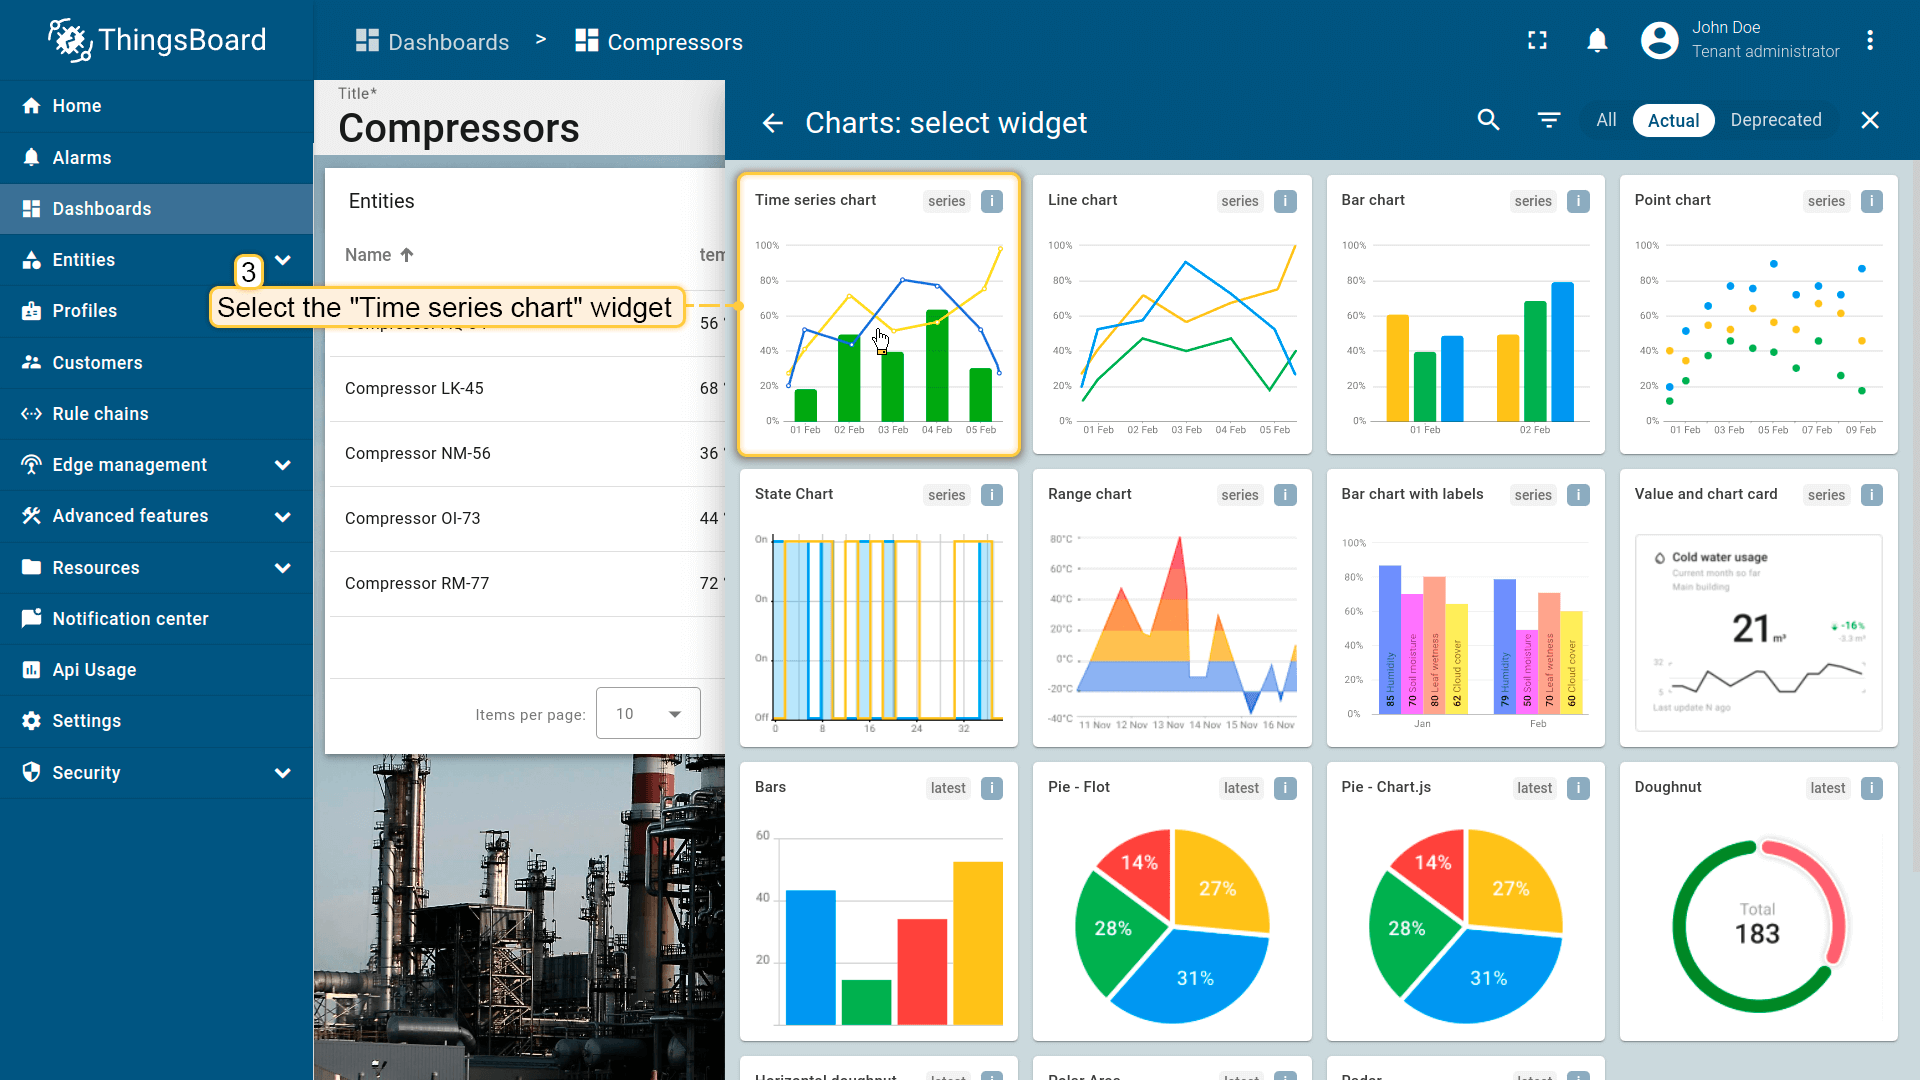 ThingsBoard
Dashboards > Compressors
John Doe
Tenant administrator
Home
Alarms
Dashboards
Entities
Profiles
Customers
Rule chains
Edge management
Advanced features
Resources
Notification center
Api Usage
Settings
Security
Title*
Compressors
Entities
Name
3
Select the "Time series chart" widget
56
Compressor LK-45 68
Compressor NM-56 36
Compressor OI-73 44
Compressor RM-77 72
Items per page: 10
Charts: select widget
All Actual Deprecated
Time series chart series i
100%
80%
60%
40%
20%
0%
01 Feb 02 Feb 03 Feb 04 Feb 05 Feb
Line chart series i
100%
80%
60%
40%
20%
0%
01 Feb 02 Feb 03 Feb 04 Feb 05 Feb
Bar chart series i
100%
80%
60%
40%
20%
0%
01 Feb 02 Feb
Point chart series i
100%
80%
60%
40%
20%
0%
01 Feb 03 Feb 05 Feb 07 Feb 09 Feb
State Chart series i
On
On
On
Off
0 8 16 24 32
Range chart series i
80°C
60°C
40°C
20°C
0°C
-20°C
-40°C
11 Nov 12 Nov 13 Nov 14 Nov 15 Nov 16 Nov
Bar chart with labels series i
100%
80%
60%
40%
20%
0%
85 Humidity
70 Soil moisture
80 Leaf wetness
62 Cloud cover
79 Humidity
50 Soil moisture
70 Leaf wetness
60 Cloud cover
Jan Feb
Value and chart card series i
Cold water usage
Current month so far
Main building
21 m³
-16%
-3.3 m³
32
5
Last update N ago
Bars latest i
60
40
20
Pie - Flot latest i
14%
27%
28%
31%
Pie - Chart.js latest i
14%
27%
28%
31%
Doughnut latest i
Total
183